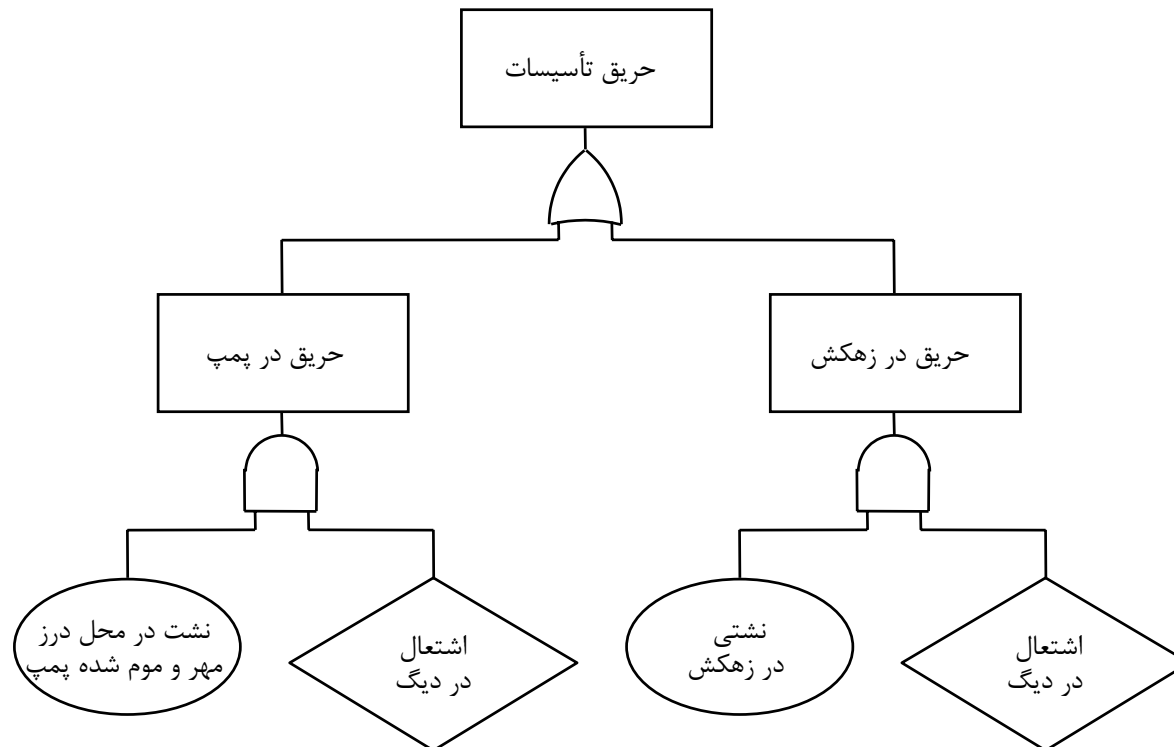 حریق تأسیسات
حریق در زهکش
حریق در پمپ
اشتعال
در دیگ
نشتی
در زهکش
اشتعال
در دیگ
نشت در محل درز
مهر و موم شده پمپ